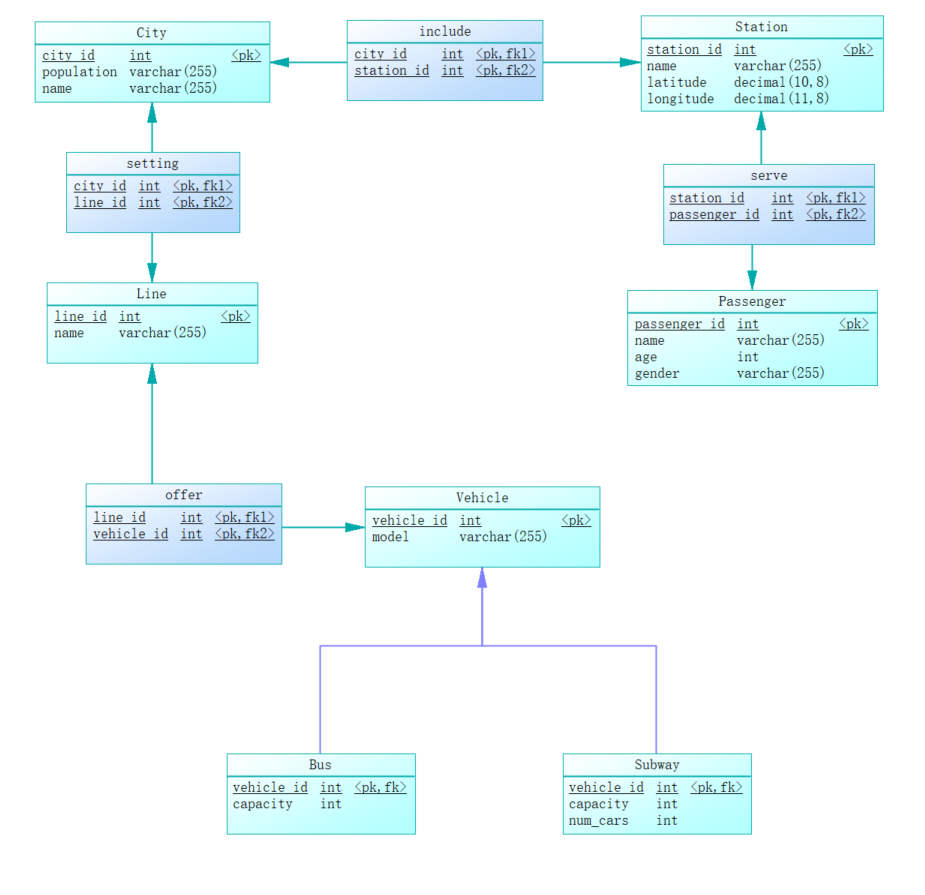 City
city_id int <pk>
population varchar(255)
name varchar(255)
include
city_id int <pk,fk1>
station_id int <pk,fk2>
Station
station_id int <pk>
name varchar(255)
latitude decimal(10,8)
longitude decimal(11,8)
setting
city_id int <pk,fk1>
line_id int <pk,fk2>
serve
station_id int <pk,fk1>
passenger_id int <pk,fk2>
Line
line_id int <pk>
name varchar(255)
Passenger
passenger_id int <pk>
name varchar(255)
age int
gender varchar(255)
offer
line_id int <pk,fk1>
vehicle_id int <pk,fk2>
Vehicle
vehicle_id int <pk>
model varchar(255)
Bus
vehicle_id int <pk,fk>
capacity int
Subway
vehicle_id int <pk,fk>
capacity int
num_cars int